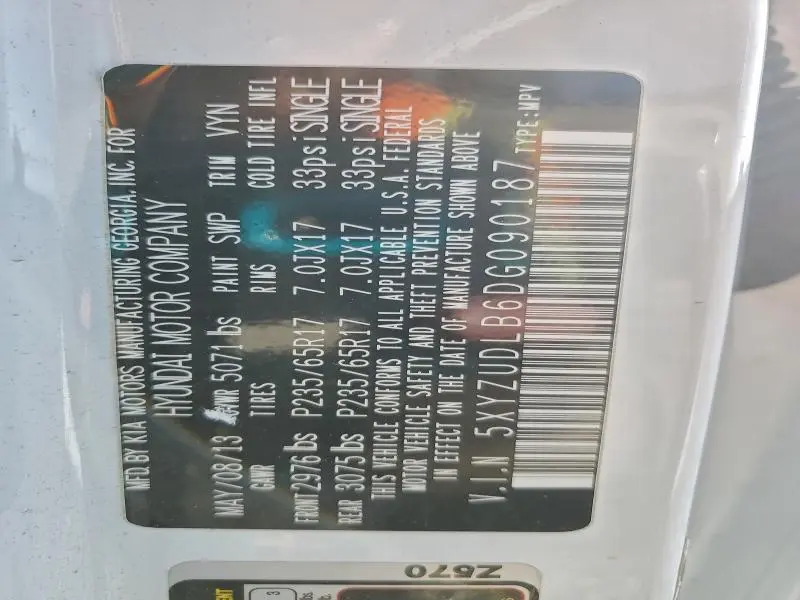 MFD.BY KIA MOTORS MANUFACTURING GEORGIA, INC. FOR
HYUNDAI MOTOR COMPANY
MAY/08/13 GVWR 5071 lbs PAINT SWP TRIM VYN
GAWR TIRES RIMS COLD TIRE INFL
FRONT 2976 lbs P235/65R17 7.0JX17 33psi SINGLE
REAR 3075 lbs P235/65R17 7.0JX17 33psi SINGLE
THIS VEHICLE CONFORMS TO ALL APPLICABLE U.S.A. FEDERAL
MOTOR VEHICLE SAFETY AND THEFT PREVENTION STANDARDS
IN EFFECT ON THE DATE OF MANUFACTURE SHOWN ABOVE
V.I.N 5XYZUDLB6DG090187 TYPE:MPV
Z570
3